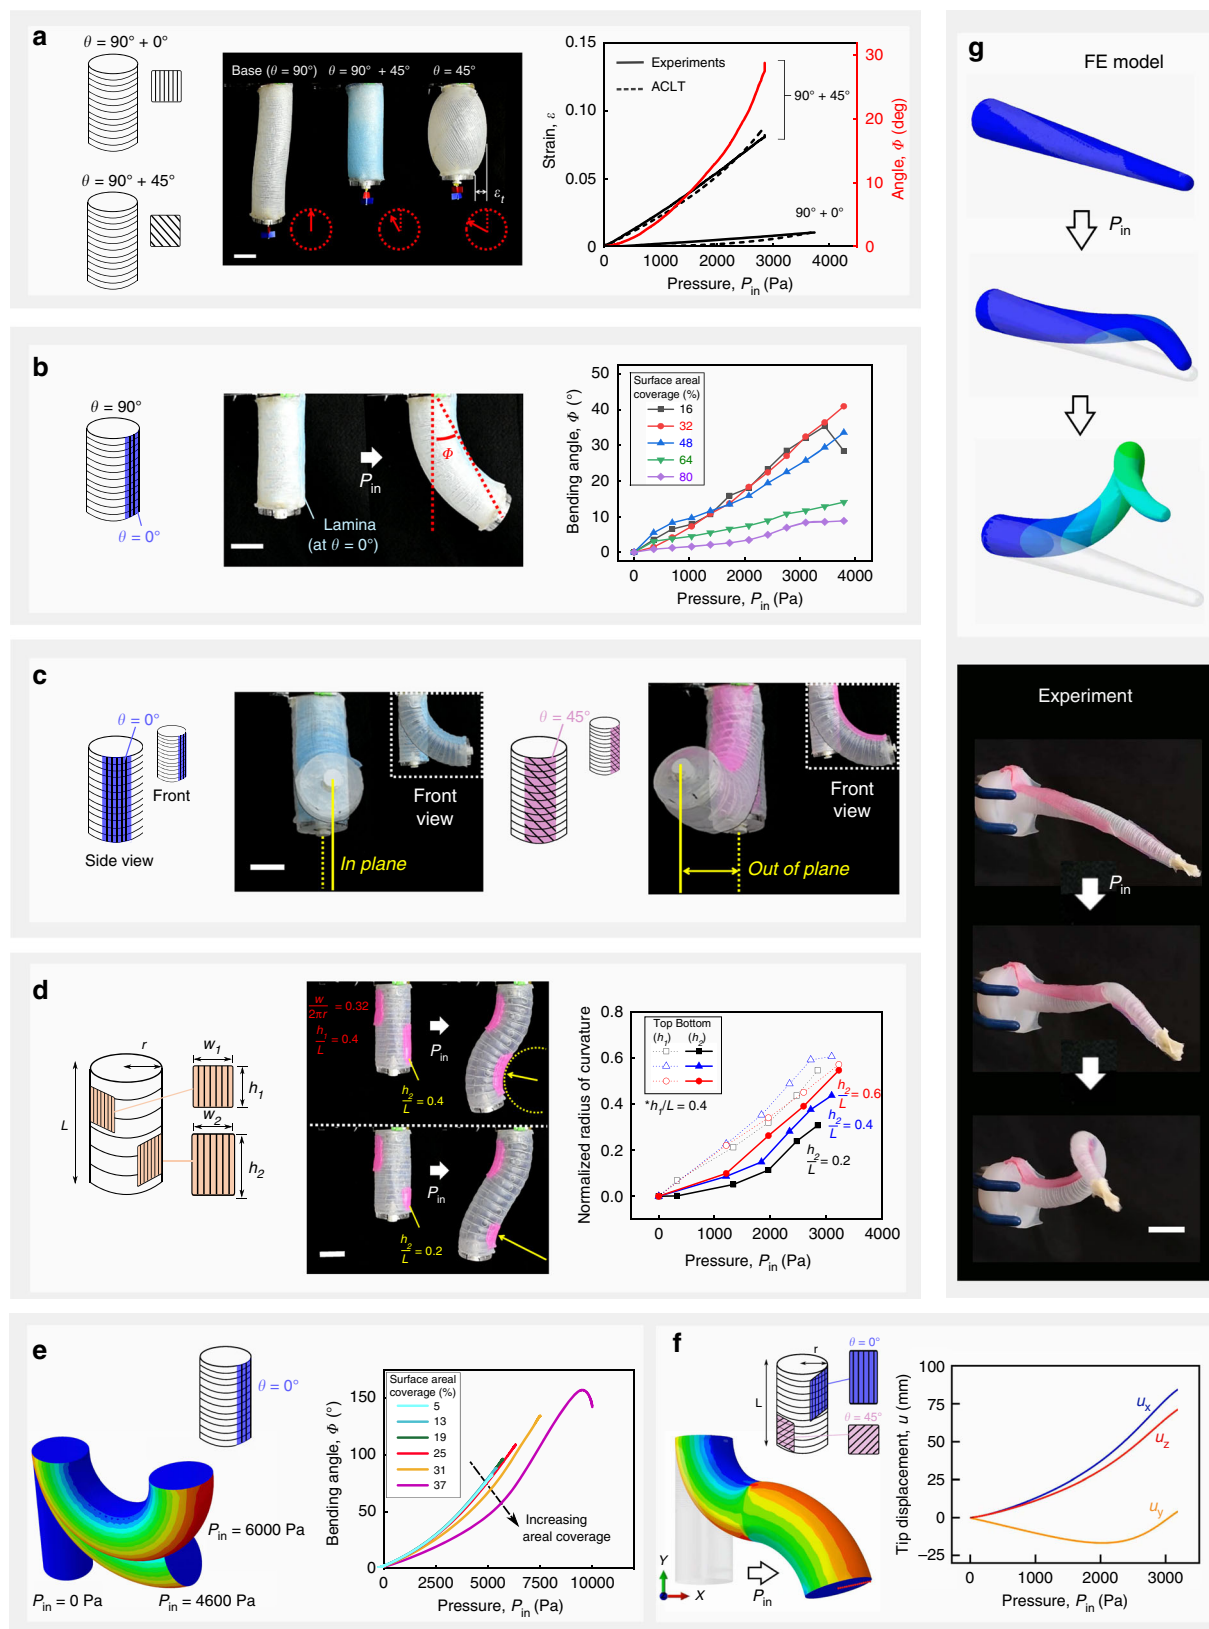 a
θ = 90° + 0°
θ = 90° + 45°
Base (θ = 90°) θ = 90° + 45° θ = 45°
εt
0.15
0.10
0.05
0
Strain, ε
Experiments
ACLT
90° + 45°
90° + 0°
30
20
10
0
Angle, Φ (deg)
0 1000 2000 3000 4000
Pressure, Pin (Pa)
b
θ = 90°
θ = 0°
Pin
Φ
Lamina
(at θ = 0°)
Bending angle, Φ (°)
50
40
30
20
10
0
Surface areal
coverage (%)
16
32
48
64
80
0 1000 2000 3000 4000
Pressure, Pin (Pa)
c
θ = 0°
Front
Side view
Front
view
In plane
θ = 45°
Front
view
Out of plane
d
L
r
w1
h1
w2
h2
w/2πr = 0.32
h1/L = 0.4
Pin
h2/L = 0.4
Pin
h2/L = 0.2
Normalized radius of curvature
0.8
0.6
0.4
0.2
0.0
Top Bottom
(h1) (h2)
*h1/L = 0.4
h2/L = 0.6
h2/L = 0.4
h2/L = 0.2
0 1000 2000 3000 4000
Pressure, Pin (Pa)
e
θ = 0°
Pin = 6000 Pa
Pin = 0 Pa
Pin = 4600 Pa
Bending angle, Φ (°)
150
100
50
0
Surface areal
coverage (%)
5
13
19
25
31
37
Increasing
areal coverage
0 2500 5000 7500 10000
Pressure, Pin (Pa)
f
r
L
θ = 0°
θ = 45°
Y
X
Pin
Tip displacement, u (mm)
100
75
50
25
0
−25
ux
uz
uy
0 1000 2000 3000
Pressure, Pin (Pa)
g
FE model
Pin
Experiment
Pin